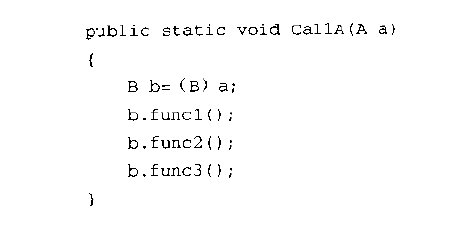 public static void CallA(A a)
{
B b= (B) a;
b.func1();
b.func2();
b.func3();
}